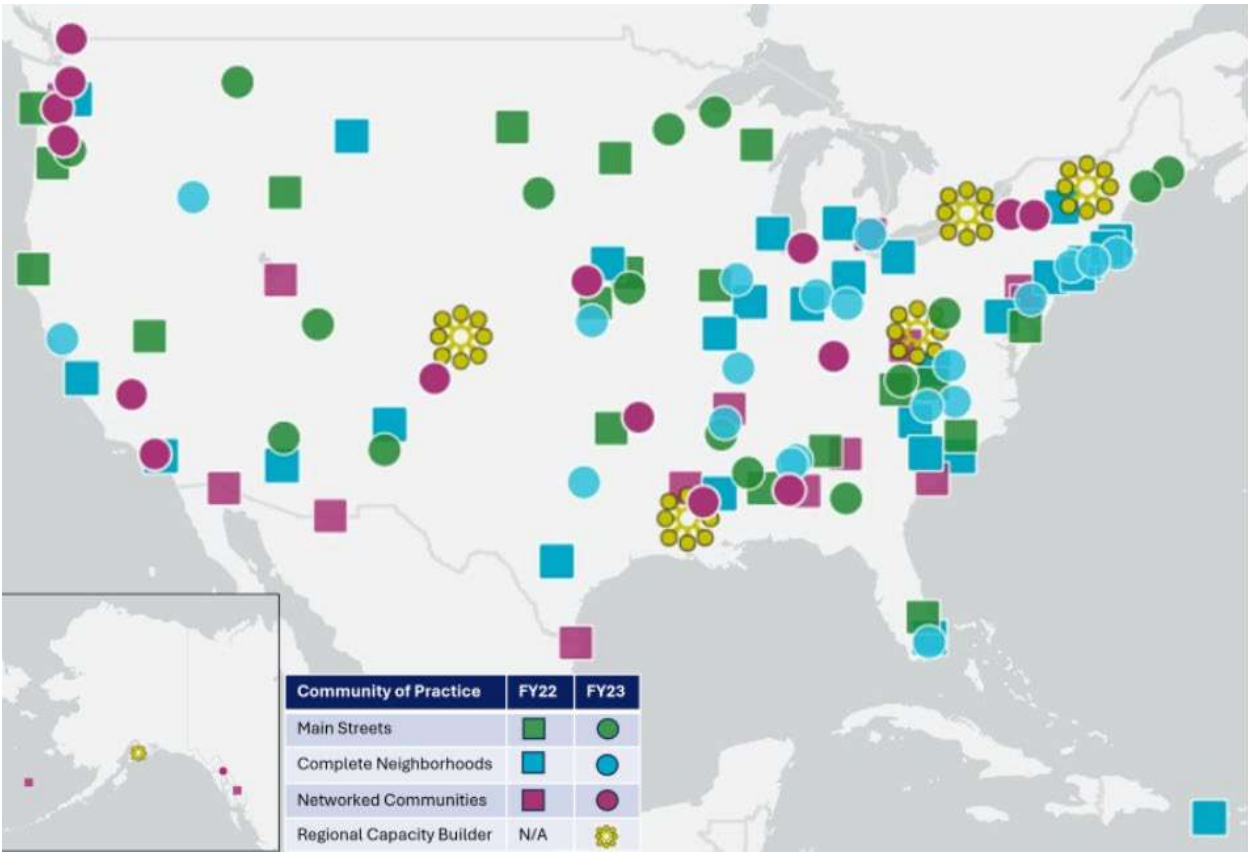 Community of Practice FY22 FY23
Main Streets
Complete Neighborhoods
Networked Communities
Regional Capacity Builder N/A